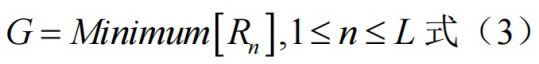 G = Minimum[Rₙ],1≤n≤L 式（3）